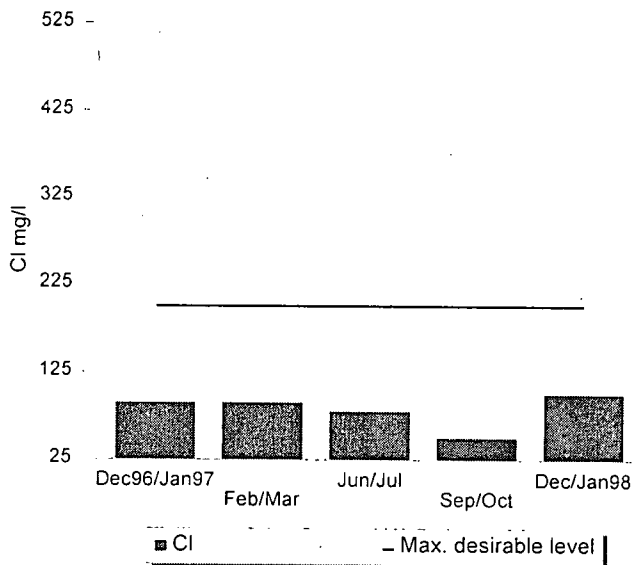 525
425
325
Cl mg/l
225
125
25
Dec96/Jan97
Feb/Mar
Jun/Jul
Sep/Oct
Dec/Jan98
Cl
Max. desirable level